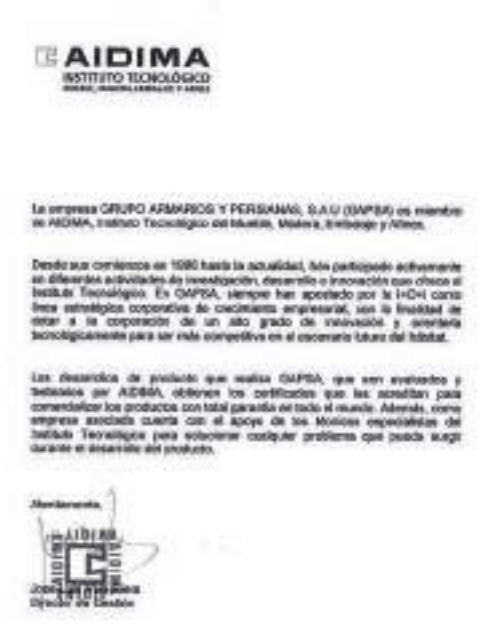 AIDIMA
INSTITUTO TECNOLÓGICO
MUEBLE, MADERA, EMBALAJE Y AFINES
La empresa GRUPO ARMARIOS Y PERSIANAS, S.A.U (GAPSA) es miembro
de AIDIMA, Instituto Tecnológico del Mueble, Madera, Embalaje y Afines.
Desde sus comienzos en hasta la actualidad, han participado activamente
en diferentes actividades de investigación, desarrollo e innovación que ofrece el
Instituto Tecnológico. En GAPSA, siempre han apostado por la I+D+i como
línea estratégica corporativa de crecimiento empresarial, con la finalidad de
dotar a la corporación de un alto grado de innovación y orientarla
tecnológicamente para ser más competitiva en el escenario futuro del hábitat.
Los desarrollos de producto que realiza GAPSA, que son evaluados y
testeados por AIDIMA, obtienen los certificados que les acreditan para
comercializar los productos con total garantía en todo el mundo. Además, como
empresa asociada cuenta con el apoyo de los técnicos especialistas del
Instituto Tecnológico para solucionar cualquier problema que pueda surgir
durante el desarrollo del producto.
Atentamente,
AIDIMA
Director de Gestión